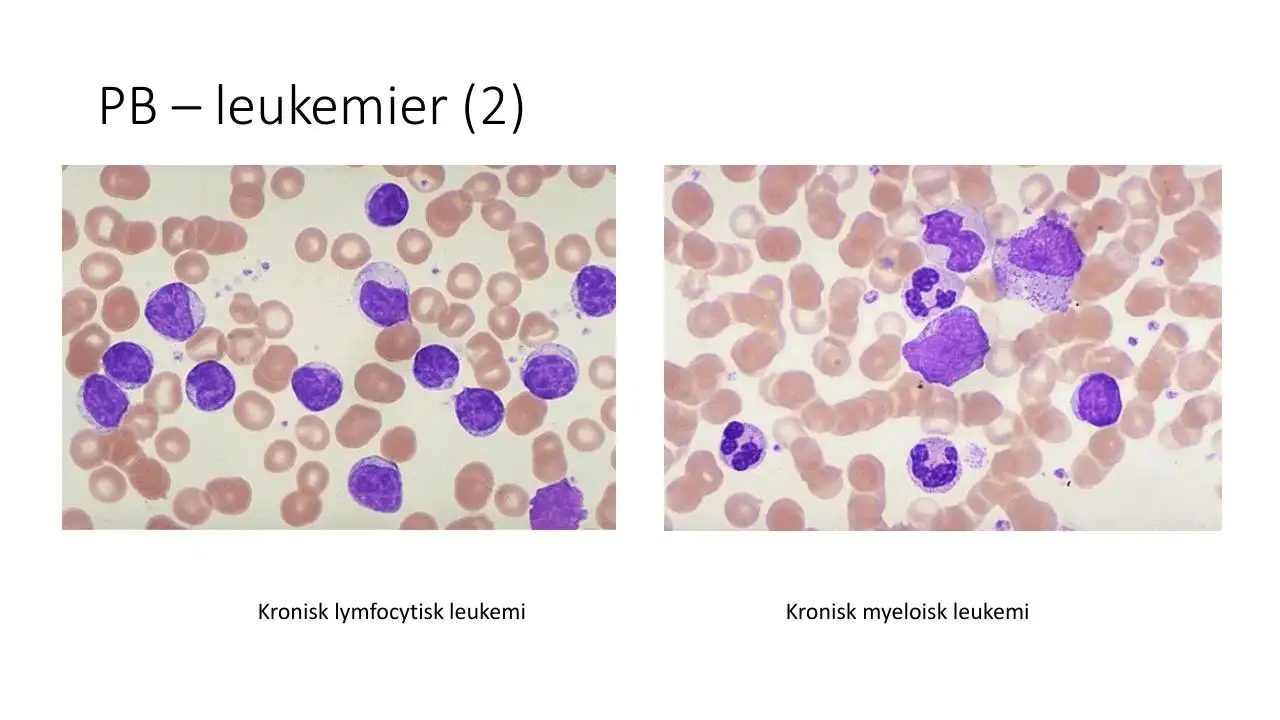 PB – leukemier (2)
Kronisk lymfocytisk leukemi
Kronisk myeloisk leukemi